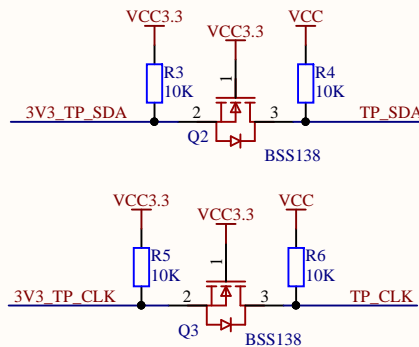 VCC3.3
VCC3.3
VCC
R3
10K
1
R4
10K
3V3_TP_SDA
2
3
TP_SDA
Q2
BSS138
VCC3.3
VCC3.3
VCC
R5
10K
1
R6
10K
3V3_TP_CLK
2
3
TP_CLK
Q3
BSS138